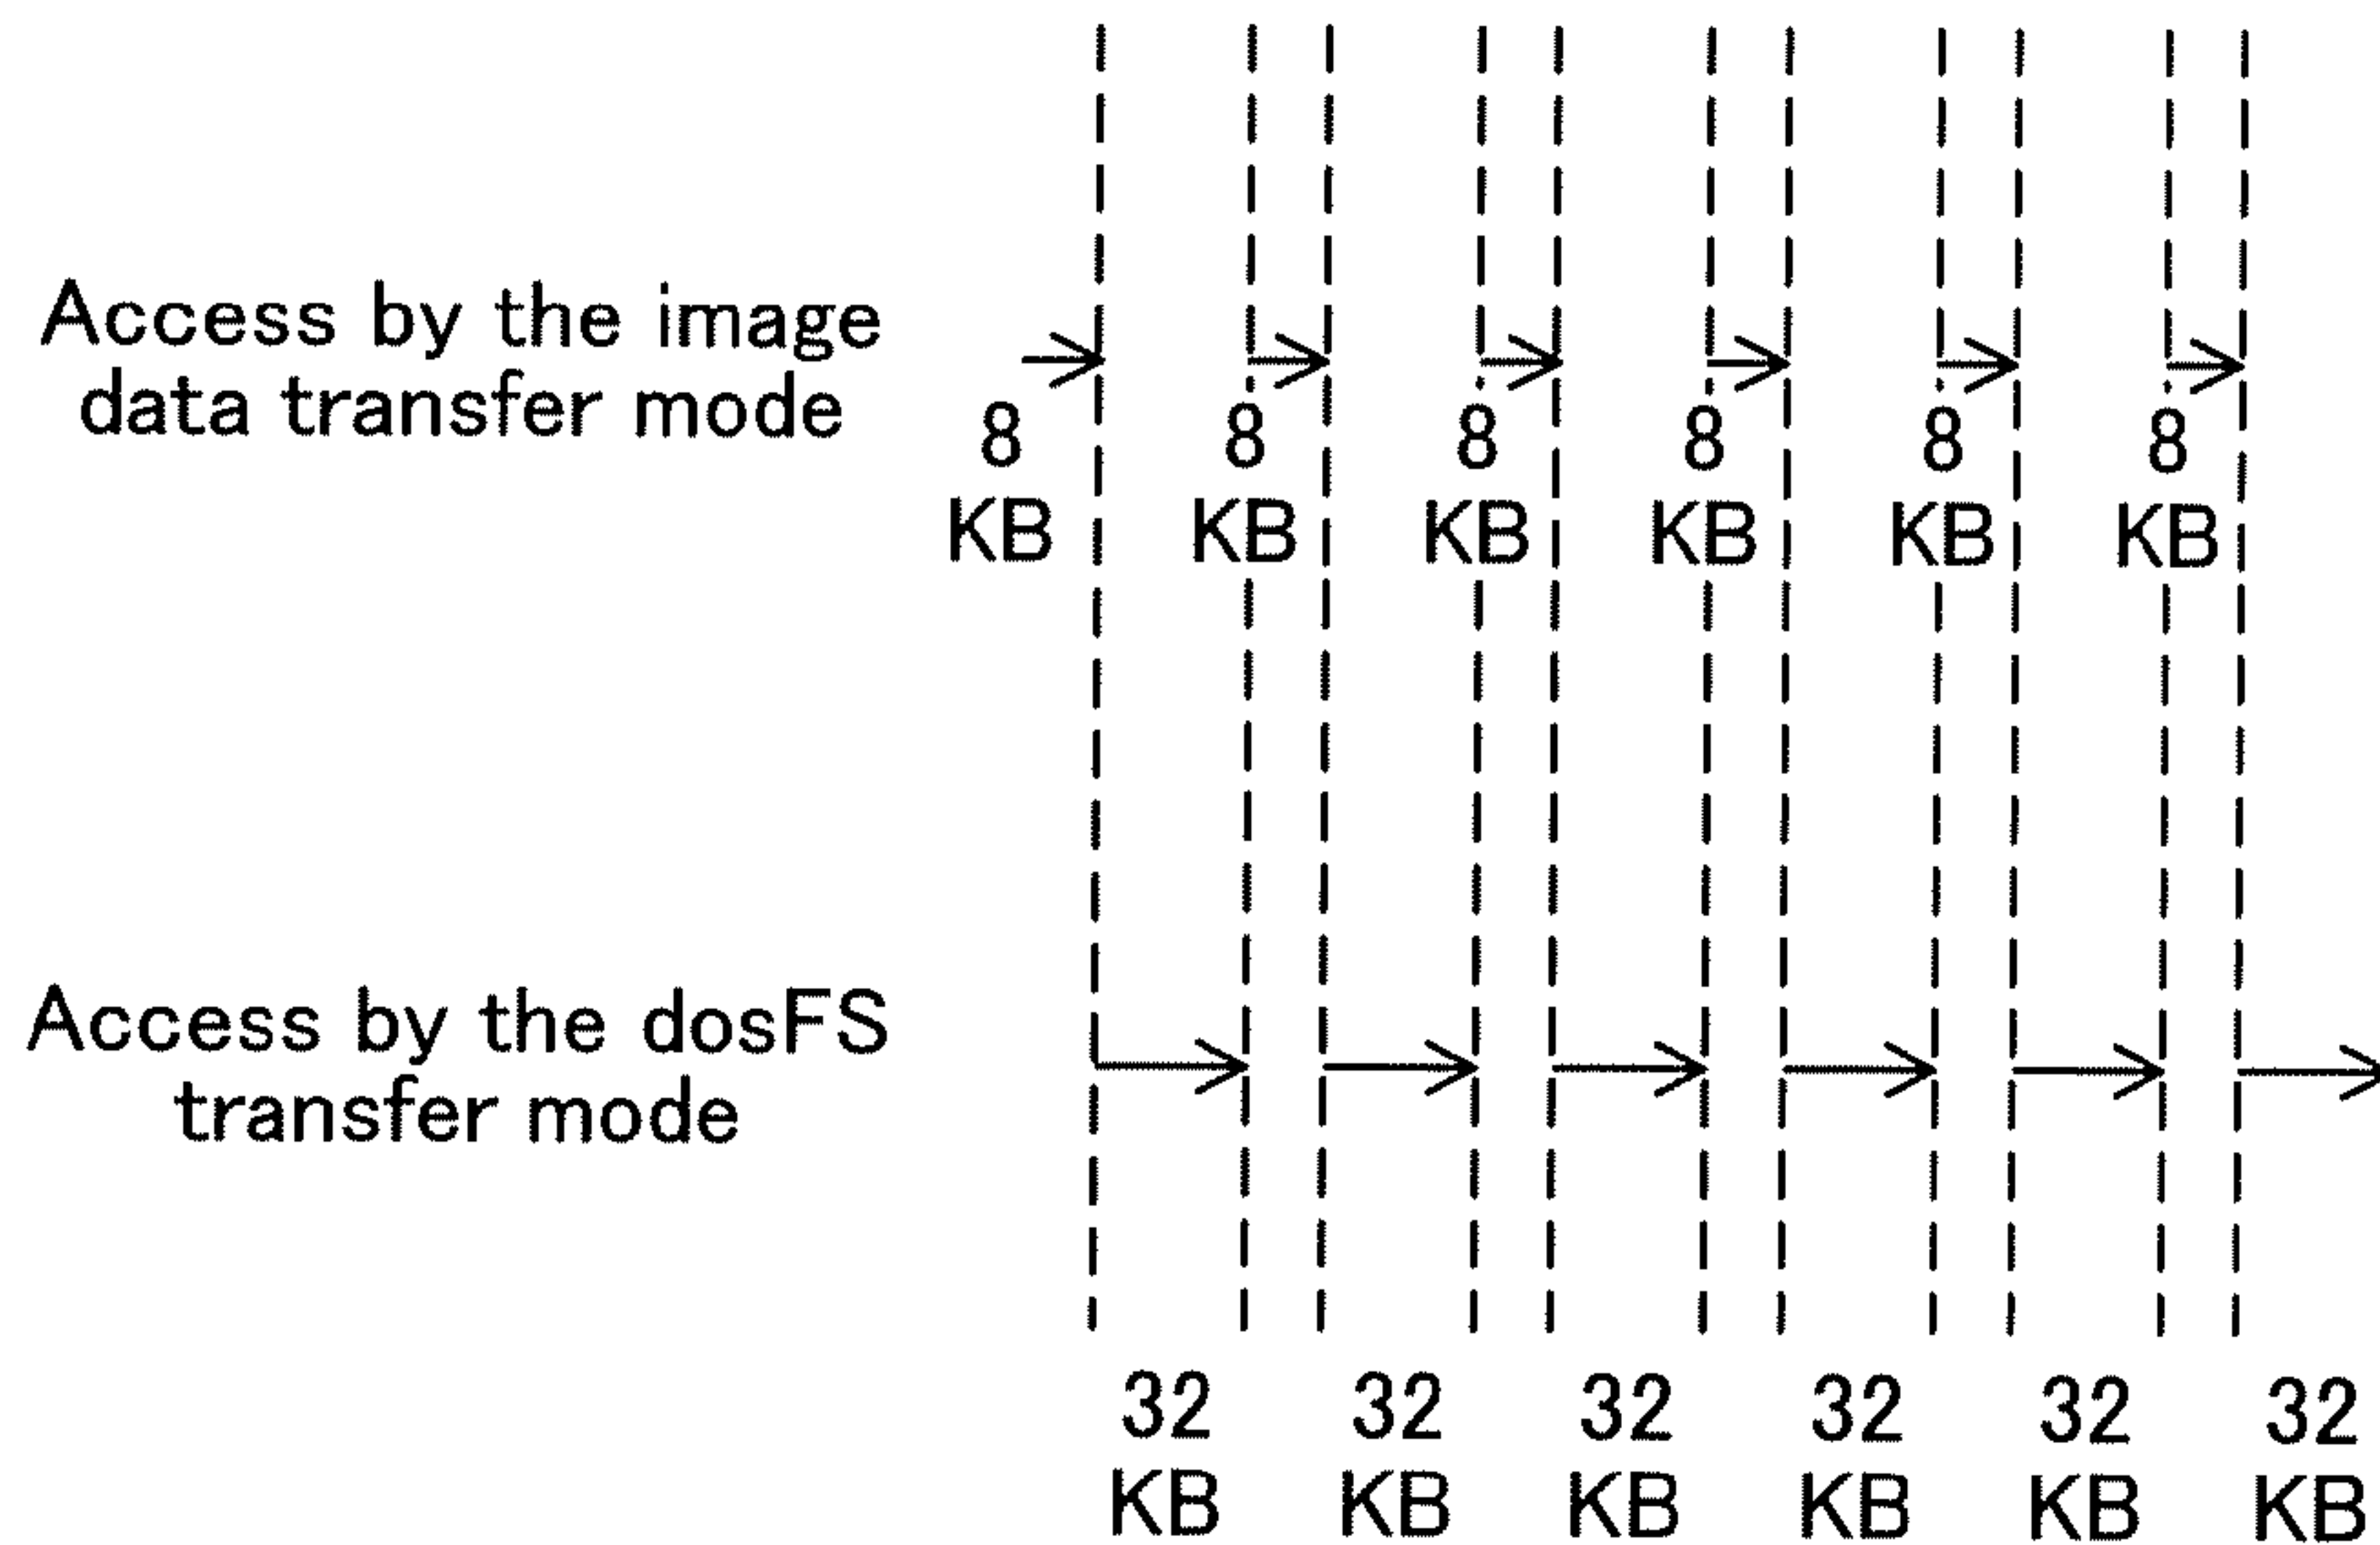 Access by the image
data transfer mode
8 8 8 8 8 8
KB KB KB KB KB KB
Access by the dosFS
transfer mode
32 32 32 32 32 32
KB KB KB KB KB KB